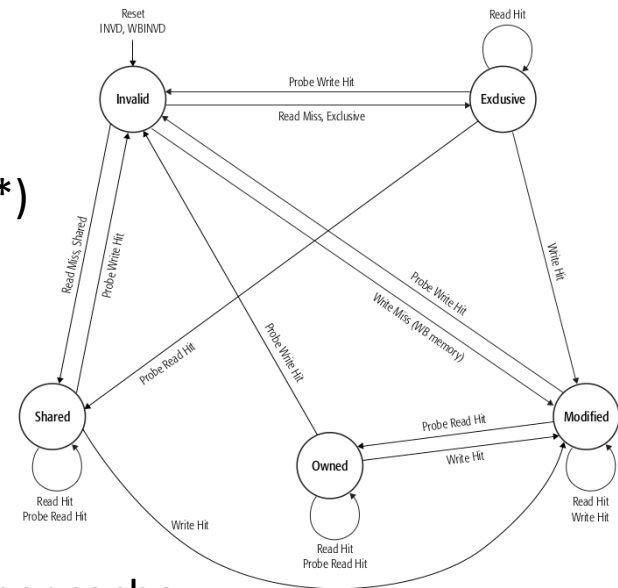 Reset
INVD, WBINVD
Read Hit
Invalid
Probe Write Hit
Exclusive
Read Miss, Exclusive
*)
Read Miss, Shared
Probe Write Hit
Probe Write Hit
Write Miss (WB memory)
Write Hit
Probe Write Hit
Probe Read Hit
Shared
Probe Read Hit
Modified
Owned
Write Hit
Read Hit
Probe Read Hit
Read Hit
Write Hit
Write Hit
Read Hit
Probe Read Hit